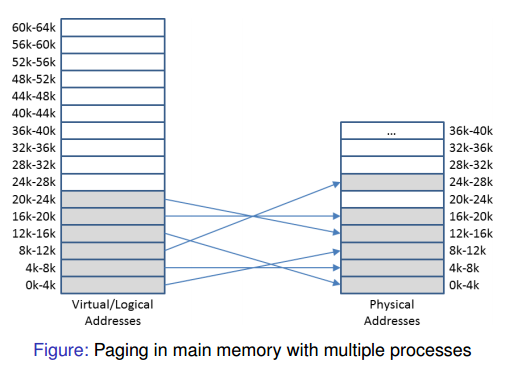 60k-64k
56k-60k
52k-56k
48k-52k
44k-48k
40k-44k
36k-40k
32k-36k
28k-32k
24k-28k
20k-24k
16k-20k
12k-16k
8k-12k
4k-8k
0k-4k
Virtual/Logical
Addresses
...
36k-40k
32k-36k
28k-32k
24k-28k
20k-24k
16k-20k
12k-16k
8k-12k
4k-8k
0k-4k
Physical
Addresses
Figure: Paging in main memory with multiple processes